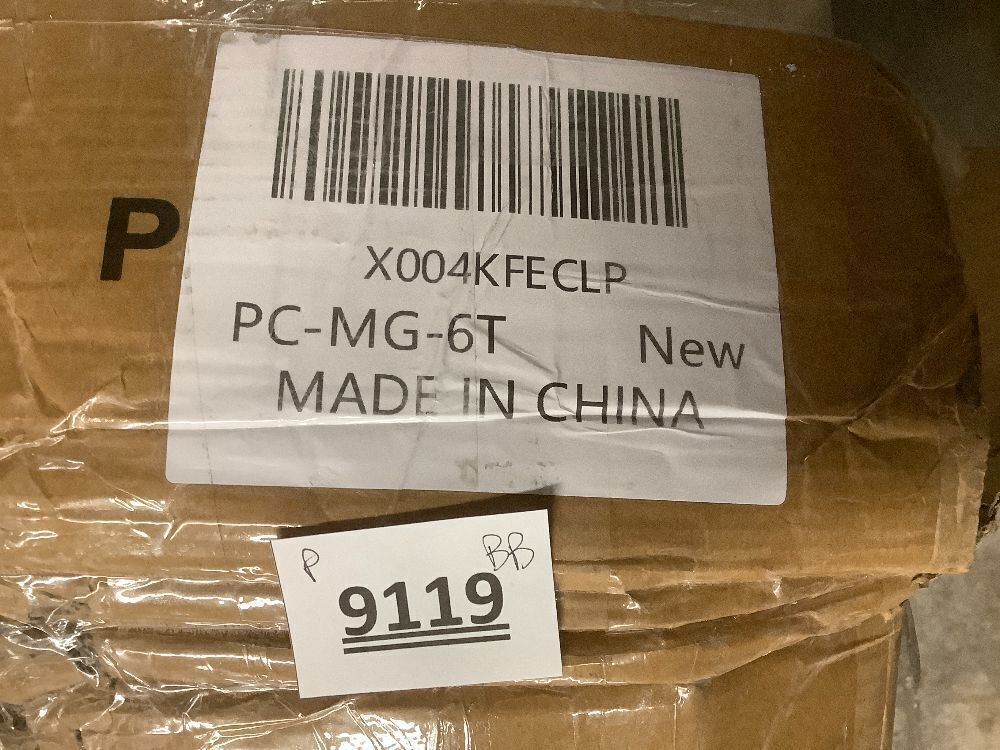 P
X004KFECLP
PC-MG-6T New
MADE IN CHINA
P BB
9119